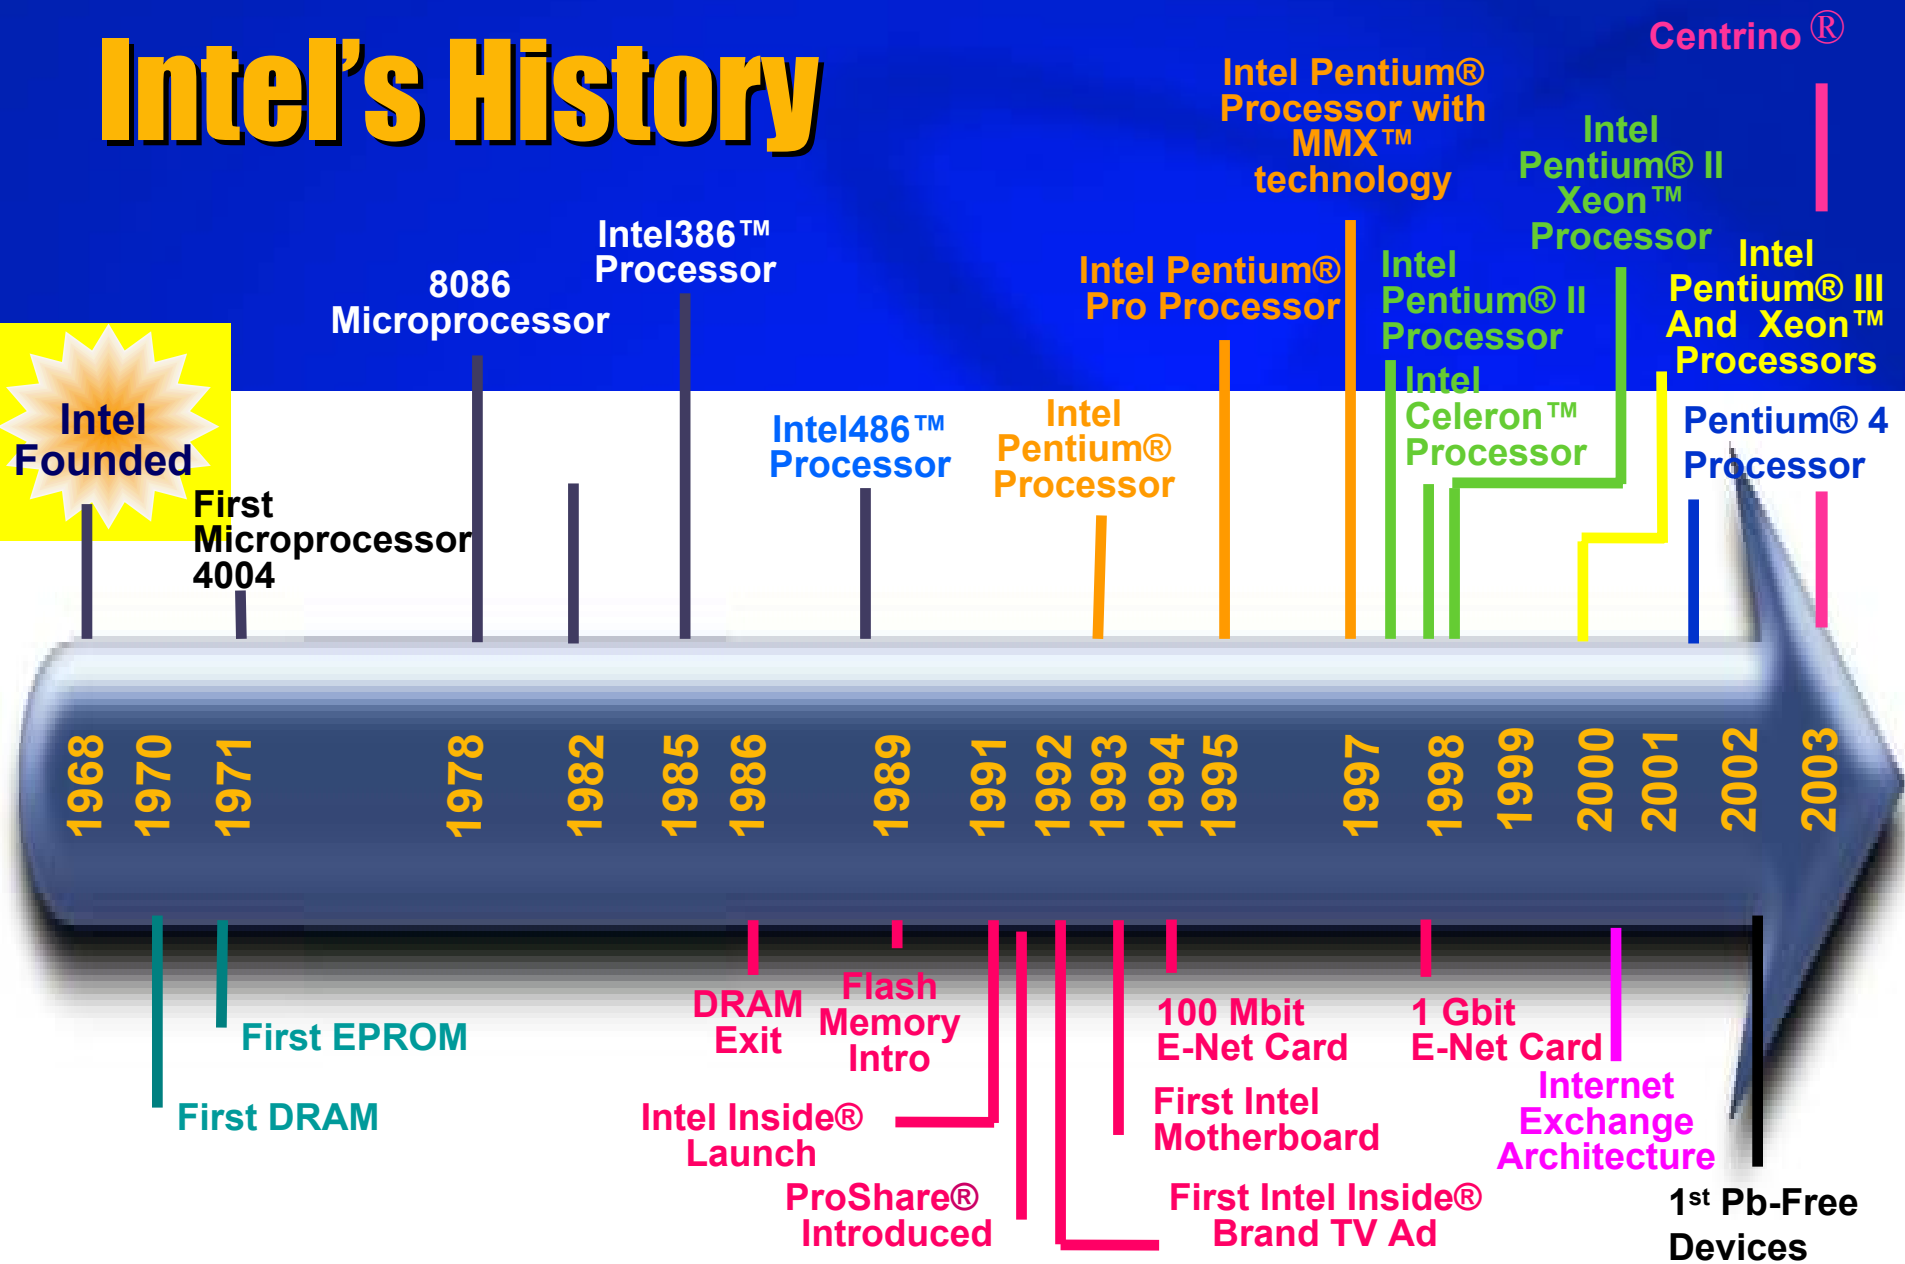 Intel's History
Centrino ®
Intel Pentium®
Processor with
MMX™
technology
Intel
Pentium® II
Xeon™
Processor
Intel386™
Processor
8086
Microprocessor
Intel Pentium®
Pro Processor
Intel
Pentium® II
Processor
Intel
Pentium® III
And Xeon™
Processors
Intel
Founded
First
Microprocessor
4004
Intel486™
Processor
Intel
Pentium®
Processor
Intel
Celeron™
Processor
Pentium® 4
Processor
1968
1970
1971
1978
1982
1985
1986
1989
1991
1992
1993
1994
1995
1997
1998
1999
2000
2001
2002
2003
First EPROM
First DRAM
DRAM
Exit
Flash
Memory
Intro
Intel Inside®
Launch
ProShare®
Introduced
100 Mbit
E-Net Card
First Intel
Motherboard
First Intel Inside®
Brand TV Ad
1 Gbit
E-Net Card
Internet
Exchange
Architecture
1st Pb-Free
Devices